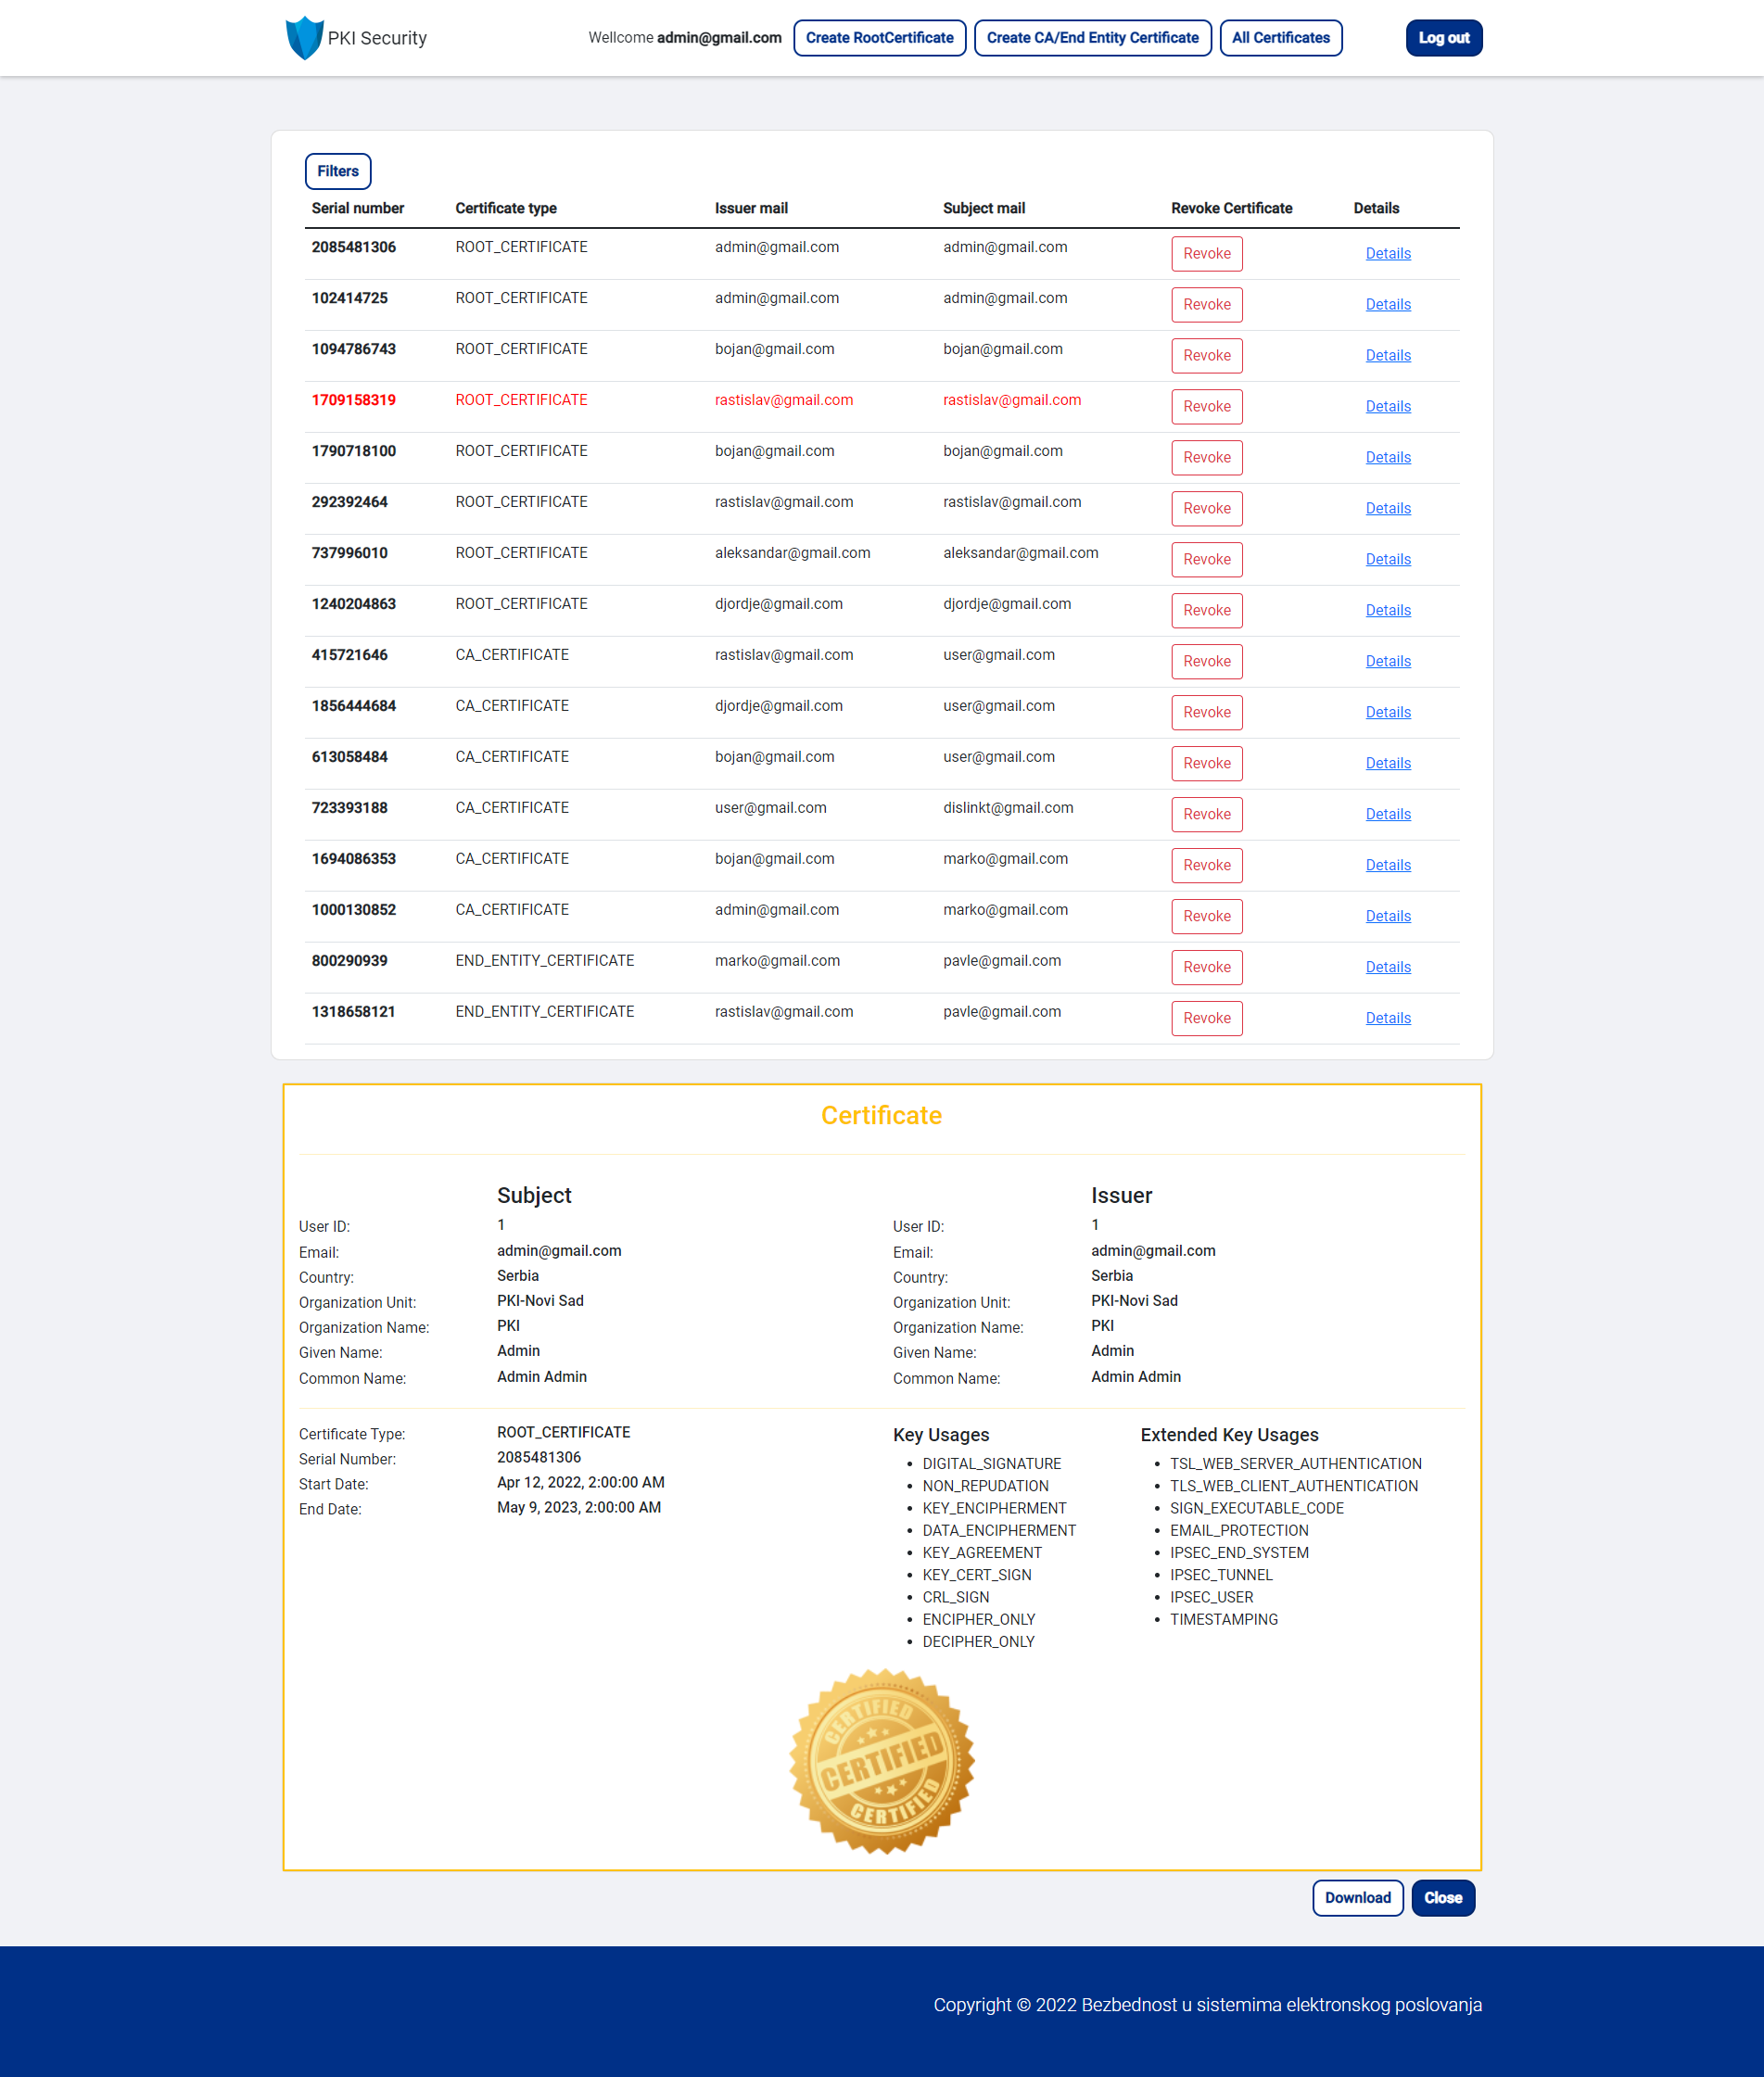 PKI Security Wellcome admin@gmail.com Create RootCertificate Create CA/End Entity Certificate All Certificates Log out
Filters
Serial number Certificate type Issuer mail Subject mail Revoke Certificate Details
2085481306 ROOT_CERTIFICATE admin@gmail.com admin@gmail.com Revoke Details
102414725 ROOT_CERTIFICATE admin@gmail.com admin@gmail.com Revoke Details
1094786743 ROOT_CERTIFICATE bojan@gmail.com bojan@gmail.com Revoke Details
1709158319 ROOT_CERTIFICATE rastislav@gmail.com rastislav@gmail.com Revoke Details
1790718100 ROOT_CERTIFICATE bojan@gmail.com bojan@gmail.com Revoke Details
292392464 ROOT_CERTIFICATE rastislav@gmail.com rastislav@gmail.com Revoke Details
737996010 ROOT_CERTIFICATE aleksandar@gmail.com aleksandar@gmail.com Revoke Details
1240204863 ROOT_CERTIFICATE djordje@gmail.com djordje@gmail.com Revoke Details
415721646 CA_CERTIFICATE rastislav@gmail.com user@gmail.com Revoke Details
1856444684 CA_CERTIFICATE djordje@gmail.com user@gmail.com Revoke Details
613058484 CA_CERTIFICATE bojan@gmail.com user@gmail.com Revoke Details
723393188 CA_CERTIFICATE user@gmail.com dislinkt@gmail.com Revoke Details
1694086353 CA_CERTIFICATE bojan@gmail.com marko@gmail.com Revoke Details
1000130852 CA_CERTIFICATE admin@gmail.com marko@gmail.com Revoke Details
800290939 END_ENTITY_CERTIFICATE marko@gmail.com pavle@gmail.com Revoke Details
1318658121 END_ENTITY_CERTIFICATE rastislav@gmail.com pavle@gmail.com Revoke Details
Certificate
Subject
User ID: 1
Email: admin@gmail.com
Country: Serbia
Organization Unit: PKI-Novi Sad
Organization Name: PKI
Given Name: Admin
Common Name: Admin Admin
Issuer
User ID: 1
Email: admin@gmail.com
Country: Serbia
Organization Unit: PKI-Novi Sad
Organization Name: PKI
Given Name: Admin
Common Name: Admin Admin
Certificate Type: ROOT_CERTIFICATE
Serial Number: 2085481306
Start Date: Apr 12, 2022, 2:00:00 AM
End Date: May 9, 2023, 2:00:00 AM
Key Usages
• DIGITAL_SIGNATURE
• NON_REPUDATION
• KEY_ENCIPHERMENT
• DATA_ENCIPHERMENT
• KEY_AGREEMENT
• KEY_CERT_SIGN
• CRL_SIGN
• ENCIPHER_ONLY
• DECIPHER_ONLY
Extended Key Usages
• TSL_WEB_SERVER_AUTHENTICATION
• TLS_WEB_CLIENT_AUTHENTICATION
• SIGN_EXECUTABLE_CODE
• EMAIL_PROTECTION
• IPSEC_END_SYSTEM
• IPSEC_TUNNEL
• IPSEC_USER
• TIMESTAMPING
CERTIFIED
CERTIFIED
CERTIFIED
Download Close
Copyright © 2022 Bezbednost u sistemima elektronskog poslovanja